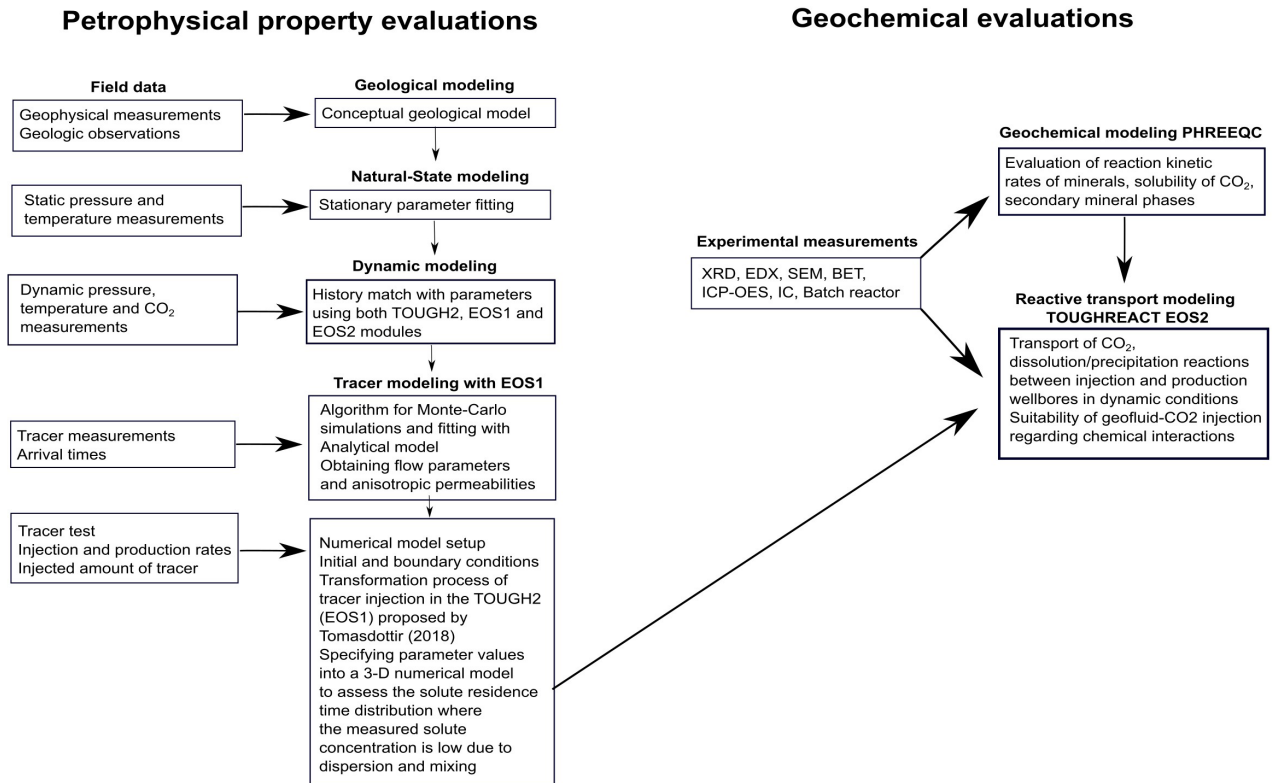 Petrophysical property evaluations
Field data
Geophysical measurements
Geologic observations
Geological modeling
Conceptual geological model
Static pressure and
temperature measurements
Natural-State modeling
Stationary parameter fitting
Dynamic pressure,
temperature and CO₂
measurements
Dynamic modeling
History match with parameters
using both TOUGH2, EOS1 and
EOS2 modules
Tracer measurements
Arrival times
Tracer modeling with EOS1
Algorithm for Monte-Carlo
simulations and fitting with
Analytical model
Obtaining flow parameters
and anisotropic permeabilities
Tracer test
Injection and production rates
Injected amount of tracer
Numerical model setup
Initial and boundary conditions
Transformation process of
tracer injection in the TOUGH2
(EOS1) proposed by
Tomasdottir (2018)
Specifying parameter values
into a 3-D numerical model
to assess the solute residence
time distribution where
the measured solute
concentration is low due to
dispersion and mixing
Geochemical evaluations
Experimental measurements
XRD, EDX, SEM, BET,
ICP-OES, IC, Batch reactor
Geochemical modeling PHREEQC
Evaluation of reaction kinetic
rates of minerals, solubility of CO₂,
secondary mineral phases
Reactive transport modeling
TOUGHREACT EOS2
Transport of CO₂,
dissolution/precipitation reactions
between injection and production
wellbores in dynamic conditions
Suitability of geofluid-CO2 injection
regarding chemical interactions